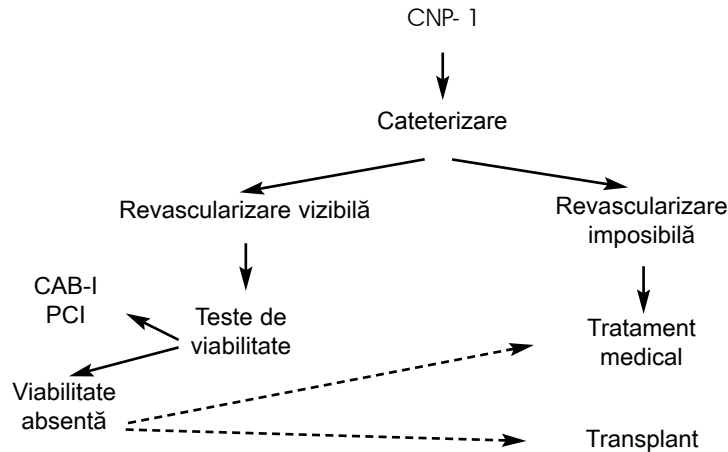 CNP- 1
Cateterizare
Revascularizare vizibilă
Revascularizare
imposibilă
CAB-I
PCI
Teste de
viabilitate
Tratament
medical
Viabilitate
absentă
Transplant